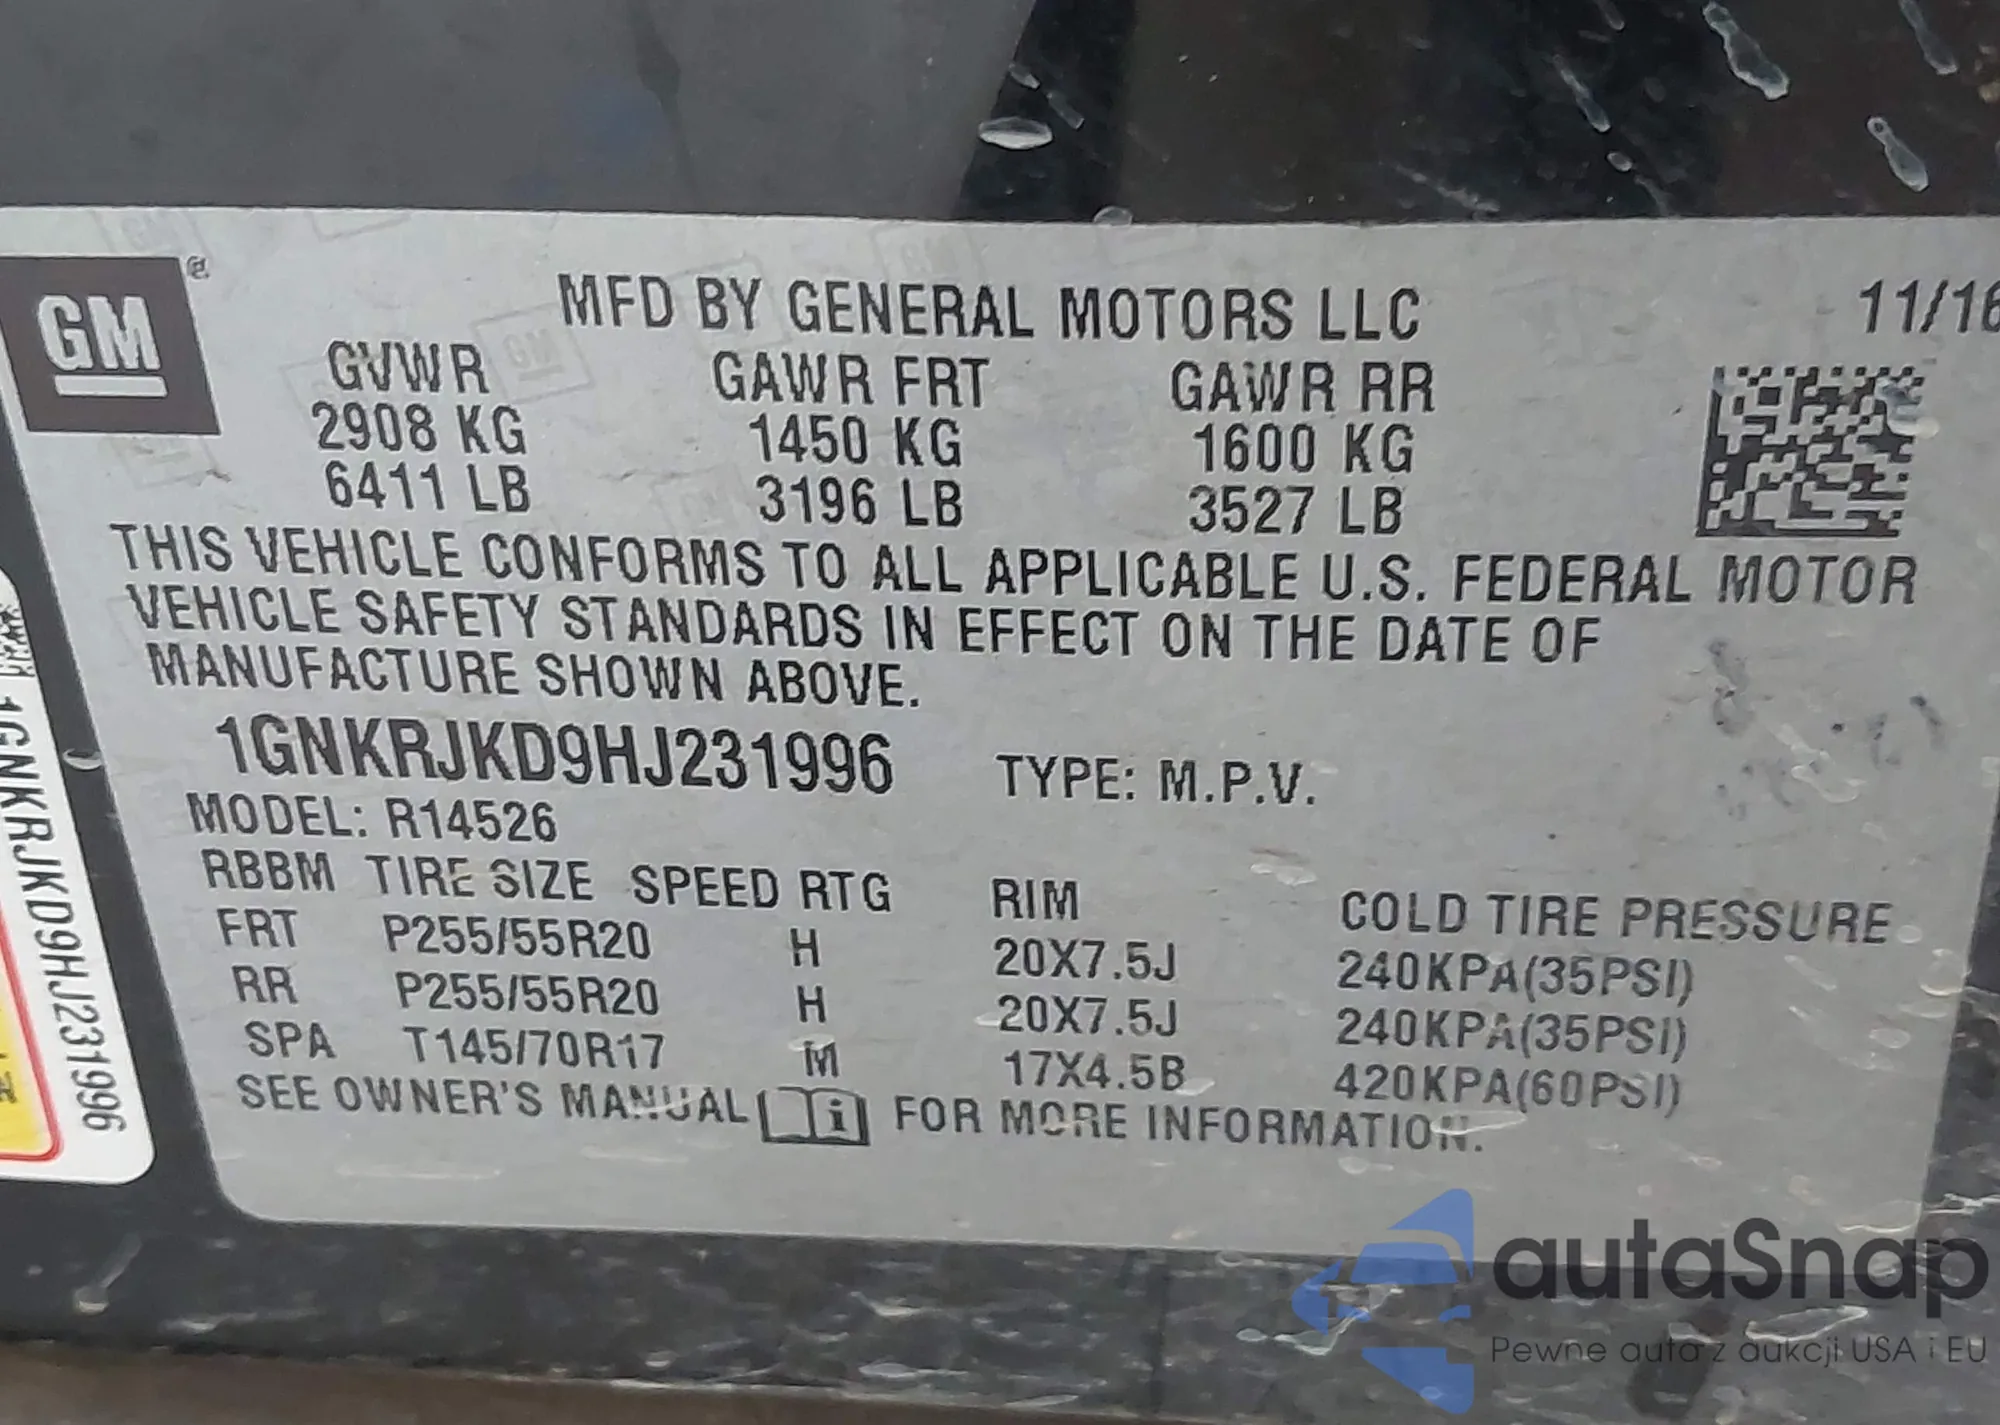 GM
MFD BY GENERAL MOTORS LLC 11/16
GVWR GAWR FRT GAWR RR
2908 KG 1450 KG 1600 KG
6411 LB 3196 LB 3527 LB
THIS VEHICLE CONFORMS TO ALL APPLICABLE U.S. FEDERAL MOTOR
VEHICLE SAFETY STANDARDS IN EFFECT ON THE DATE OF
MANUFACTURE SHOWN ABOVE.
1GNKRJKD9HJ231996 TYPE: M.P.V.
MODEL: R14526
RBBM TIRE SIZE SPEED RTG RIM COLD TIRE PRESSURE
FRT P255/55R20 H 20X7.5J 240KPA(35PSI)
RR P255/55R20 H 20X7.5J 240KPA(35PSI)
SPA T145/70R17 M 17X4.5B 420KPA(60PSI)
SEE OWNER'S MANUAL i FOR MORE INFORMATION.
1GNKRJKD9HJ231996
autaSnap
Pewne auta z aukcji USA i EU